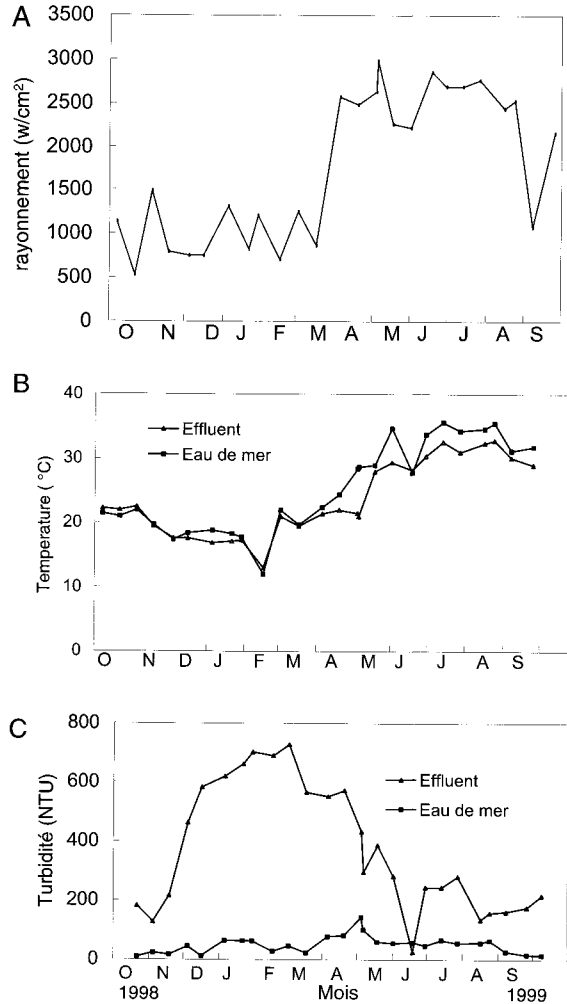 A
rayonnement (w/cm²)
3500
3000
2500
2000
1500
1000
500
0
O N D J F M A M J J A S
B
Temperature ( °C)
40
30
20
10
0
Effluent
Eau de mer
O N D J F M A M J J A S
C
Turbidité (NTU)
800
600
400
200
0
Effluent
Eau de mer
O N D J F M A M J J A S
1998 Mois 1999